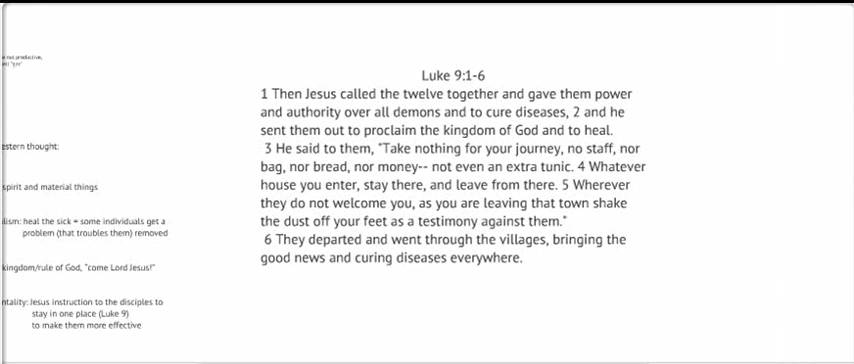 e not productive,
Luke 9:1-6
1 Then Jesus called the twelve together and gave them power
and authority over all demons and to cure diseases, 2 and he
sent them out to proclaim the kingdom of God and to heal.
3 He said to them, "Take nothing for your journey, no staff, nor
bag, nor bread, nor money-- not even an extra tunic. 4 Whatever
house you enter, stay there, and leave from there. 5 Wherever
they do not welcome you, as you are leaving that town shake
the dust off your feet as a testimony against them."
6 They departed and went through the villages, bringing the
good news and curing diseases everywhere.
estern thought:
spirit and material things
lism: heal the sick = some individuals get a
problem (that troubles them) removed
kingdom/rule of God, "come Lord Jesus!"
ntality: Jesus instruction to the disciples to
stay in one place (Luke 9)
to make them more effective